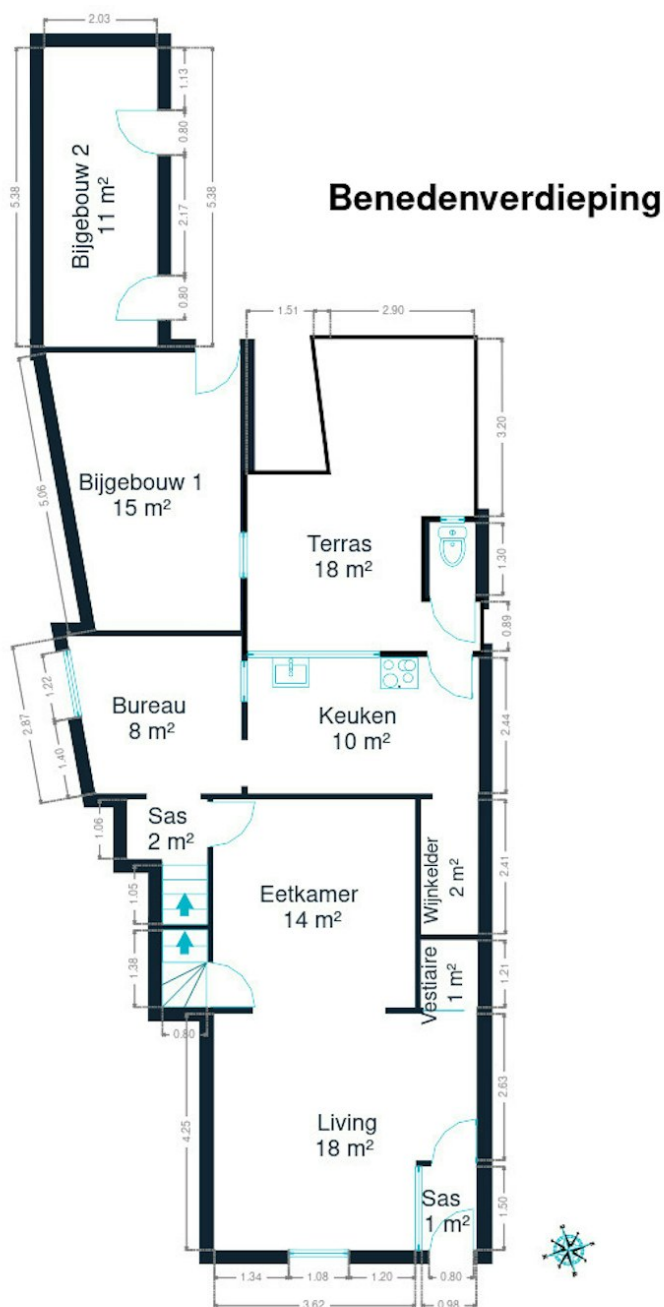 2.03
1.13
0.80
Bijgebouw 2
11 m²
5.38
5.38
2.17
0.80
Benedenverdieping
1.51
2.90
3.20
5.06
Bijgebouw 1
15 m²
Terras
18 m²
1.30
0.89
2.87
1.22
1.40
Bureau
8 m²
Keuken
10 m²
2.44
1.06
Sas
2 m²
1.05
Eetkamer
14 m²
Wijnkelder
2 m²
2.41
1.38
Vestiaire
1 m²
1.21
0.80
4.25
Living
18 m²
2.63
Sas
1 m²
1.50
1.34
1.08
1.20
0.80
3.62
0.98